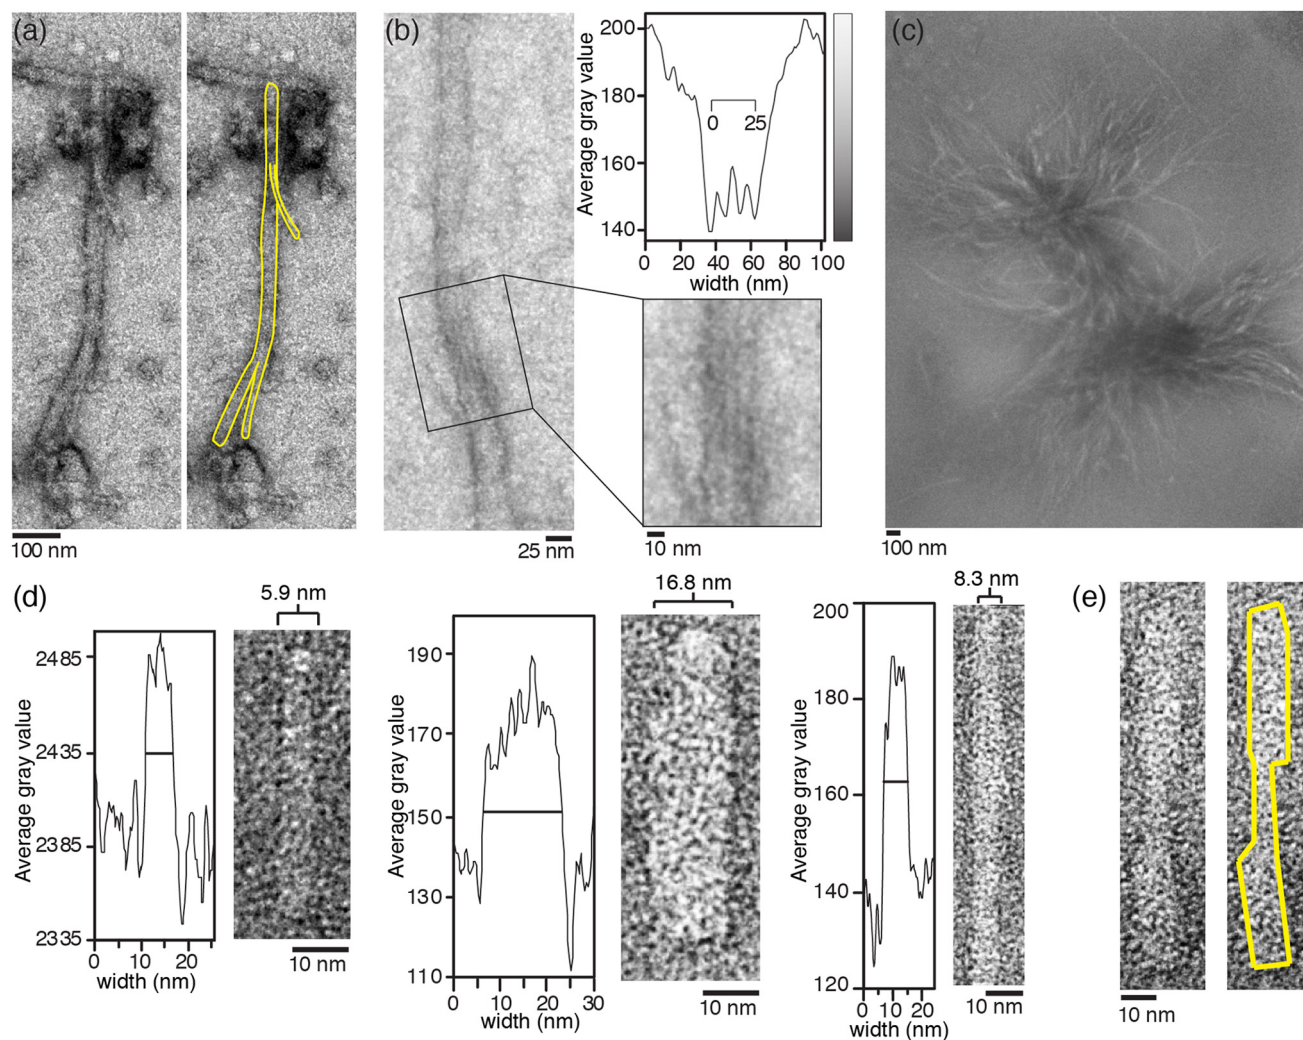 (a)
100 nm
(b)
25 nm
Average gray value
200
180
160
140
0 25
0 20 40 60 80 100
width (nm)
10 nm
(c)
100 nm
(d)
Average gray value
2485
2435
2385
2335
0 10 20
width (nm)
5.9 nm
10 nm
Average gray value
190
170
150
130
110
0 10 20 30
width (nm)
16.8 nm
10 nm
Average gray value
200
180
160
140
120
0 10 20
width (nm)
8.3 nm
10 nm
(e)
10 nm